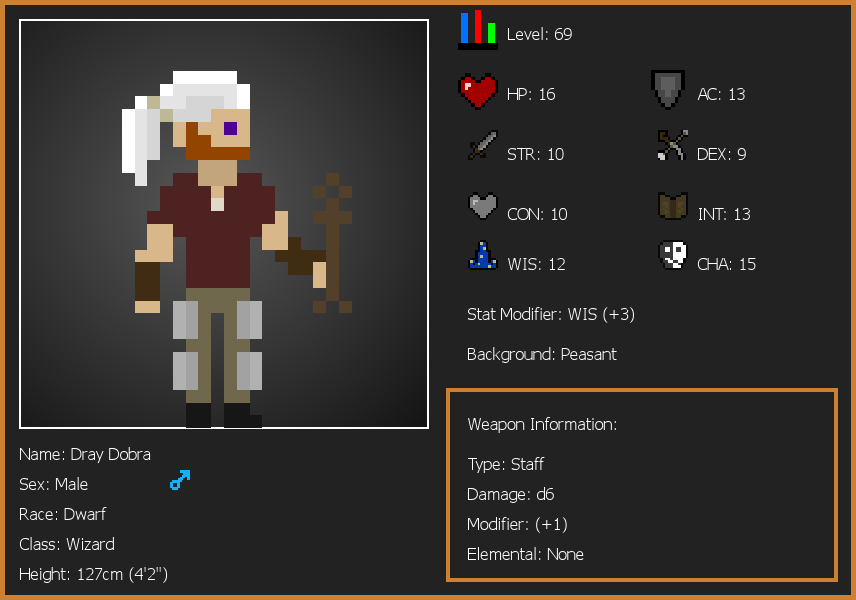 Level: 69
HP: 16
AC: 13
STR: 10
DEX: 9
CON: 10
INT: 13
WIS: 12
CHA: 15
Stat Modifier: WIS (+3)
Background: Peasant
Weapon Information:
Type: Staff
Damage: d6
Modifier: (+1)
Elemental: None
Name: Dray Dobra
Sex: Male
Race: Dwarf
Class: Wizard
Height: 127cm (4'2")